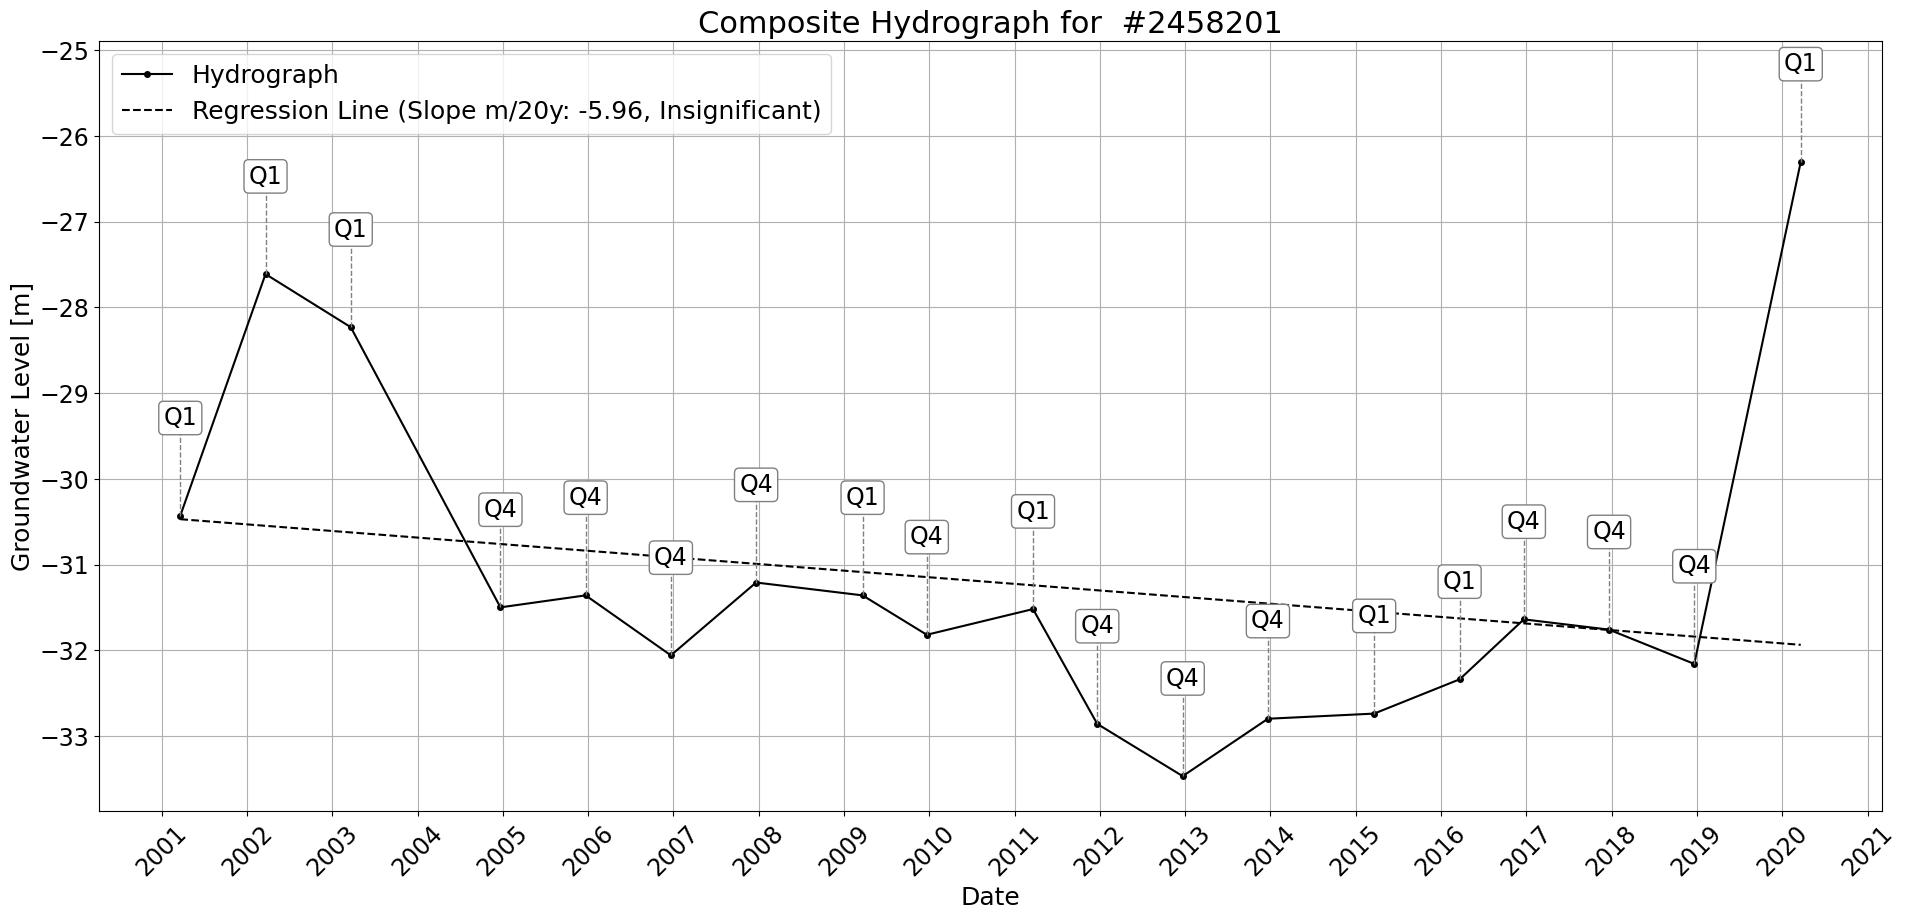 Composite Hydrograph for  #2458201
Hydrograph
Regression Line (Slope m/20y: -5.96, Insignificant)
Groundwater Level [m]
−25
−26
−27
−28
−29
−30
−31
−32
−33
Q1
Q1
Q1
Q4
Q4
Q4
Q4
Q1
Q4
Q1
Q4
Q4
Q4
Q1
Q1
Q4
Q4
Q4
Q1
2001
2002
2003
2004
2005
2006
2007
2008
2009
2010
2011
2012
2013
2014
2015
2016
2017
2018
2019
2020
2021
Date